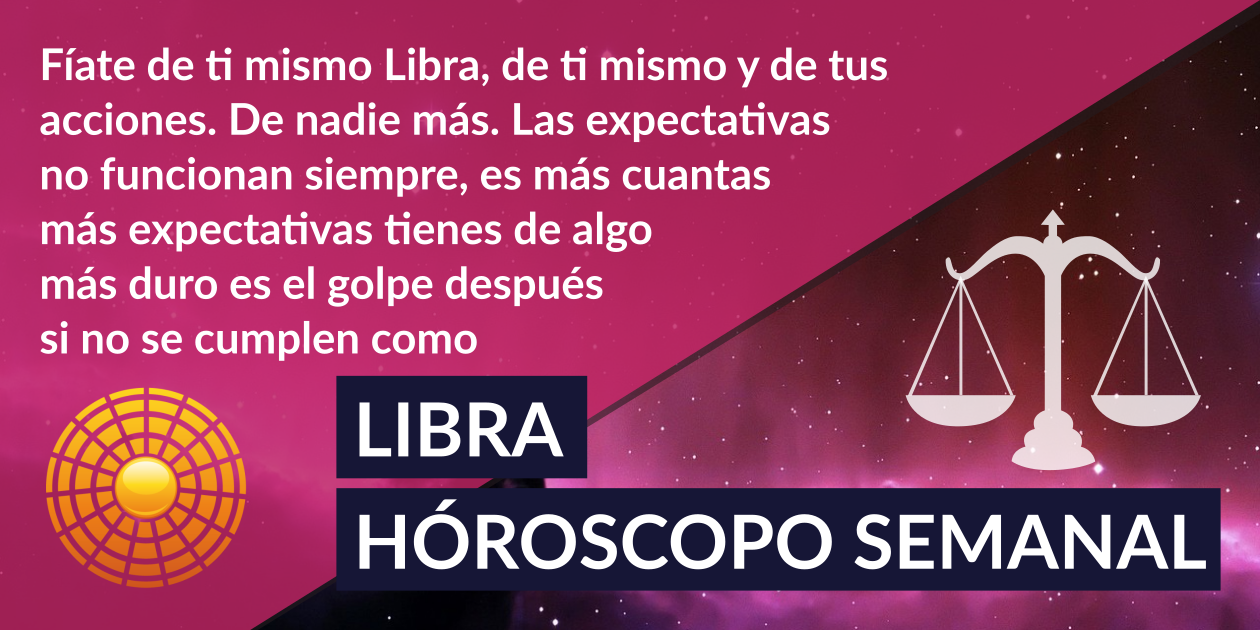 Fíate de ti mismo Libra, de ti mismo y de tus
acciones. De nadie más. Las expectativas
no funcionan siempre, es más cuantas
más expectativas tienes de algo
más duro es el golpe después
si no se cumplen como
LIBRA
HÓROSCOPO SEMANAL